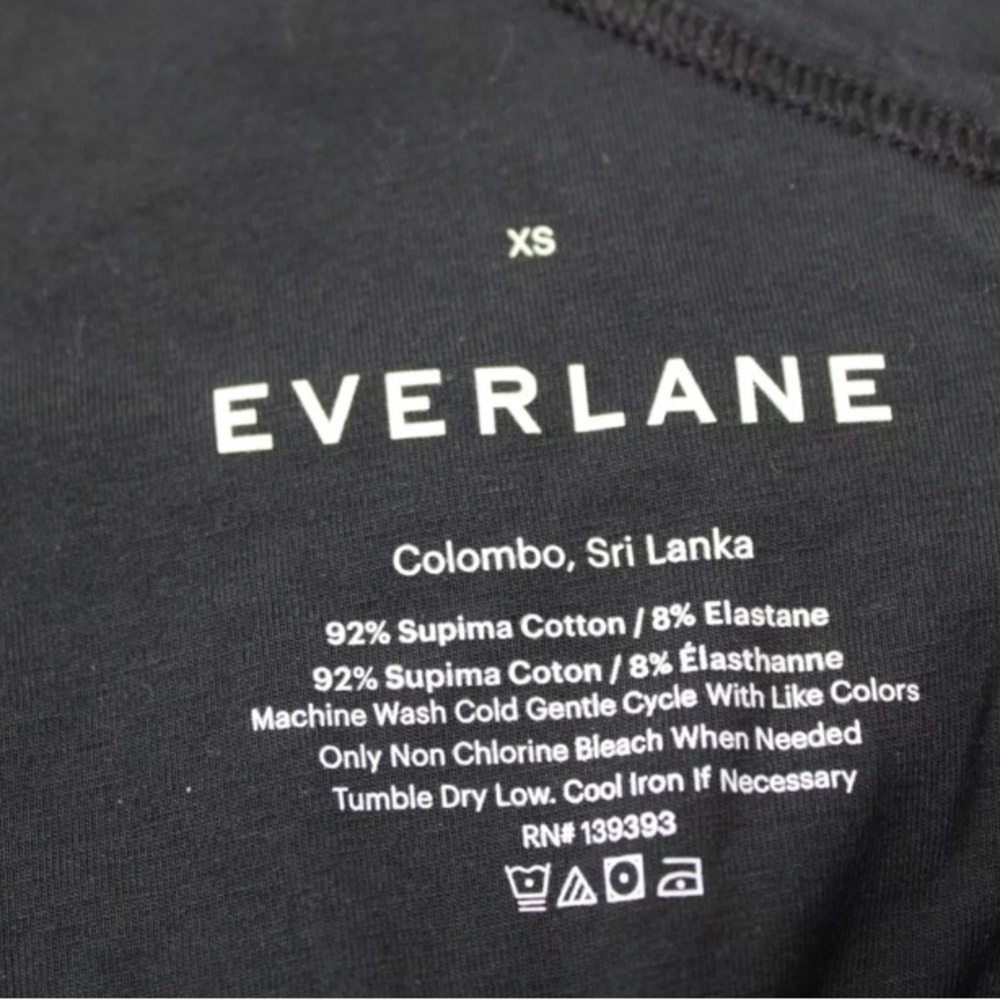 XS
EVERLANE
Colombo, Sri Lanka
92% Supima Cotton / 8% Elastane
92% Supima Coton / 8% Élasthanne
Machine Wash Cold Gentle Cycle With Like Colors
Only Non Chlorine Bleach When Needed
Tumble Dry Low. Cool Iron If Necessary
RN# 139393